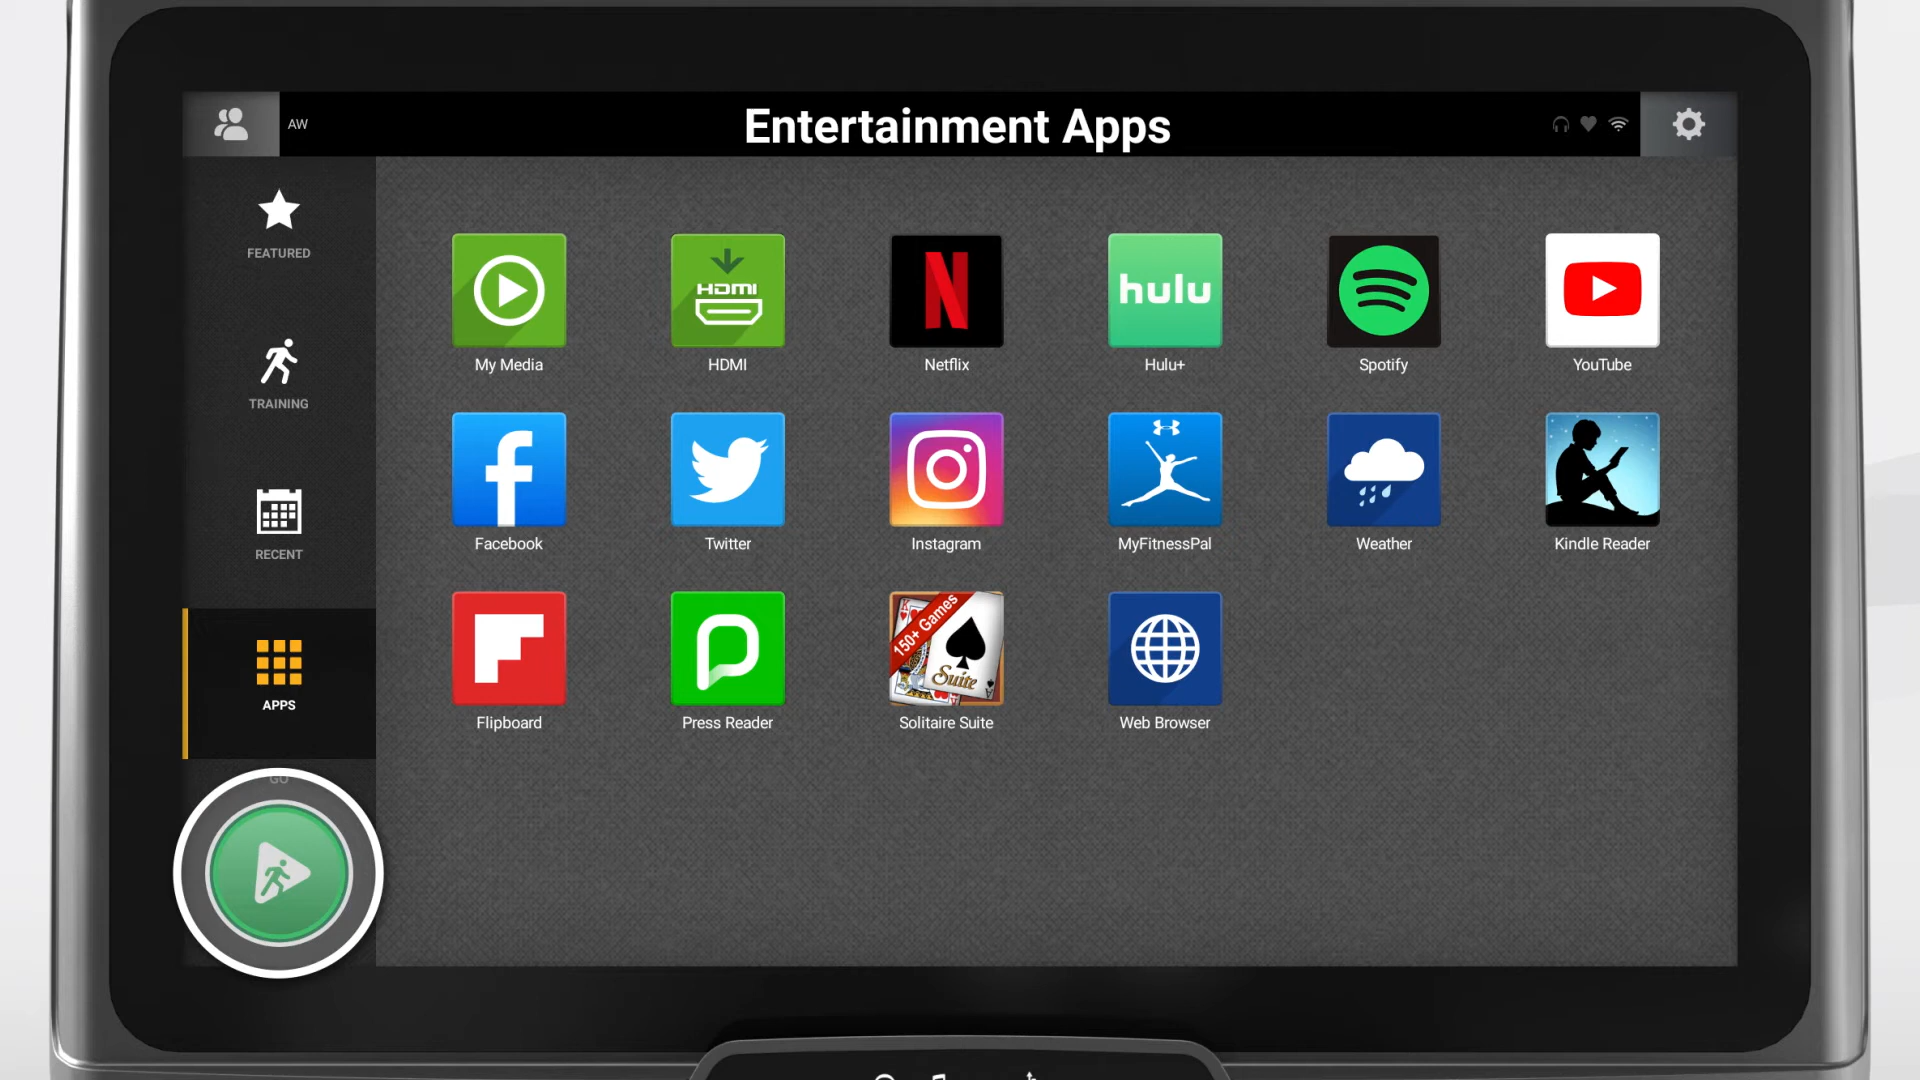 AW
Entertainment Apps
FEATURED
TRAINING
RECENT
APPS
GO
HDMI
hulu
My Media
HDMI
Netflix
Hulu+
Spotify
YouTube
Facebook
Twitter
Instagram
MyFitnessPal
Weather
Kindle Reader
150+ Games
Suite
Flipboard
Press Reader
Solitaire Suite
Web Browser